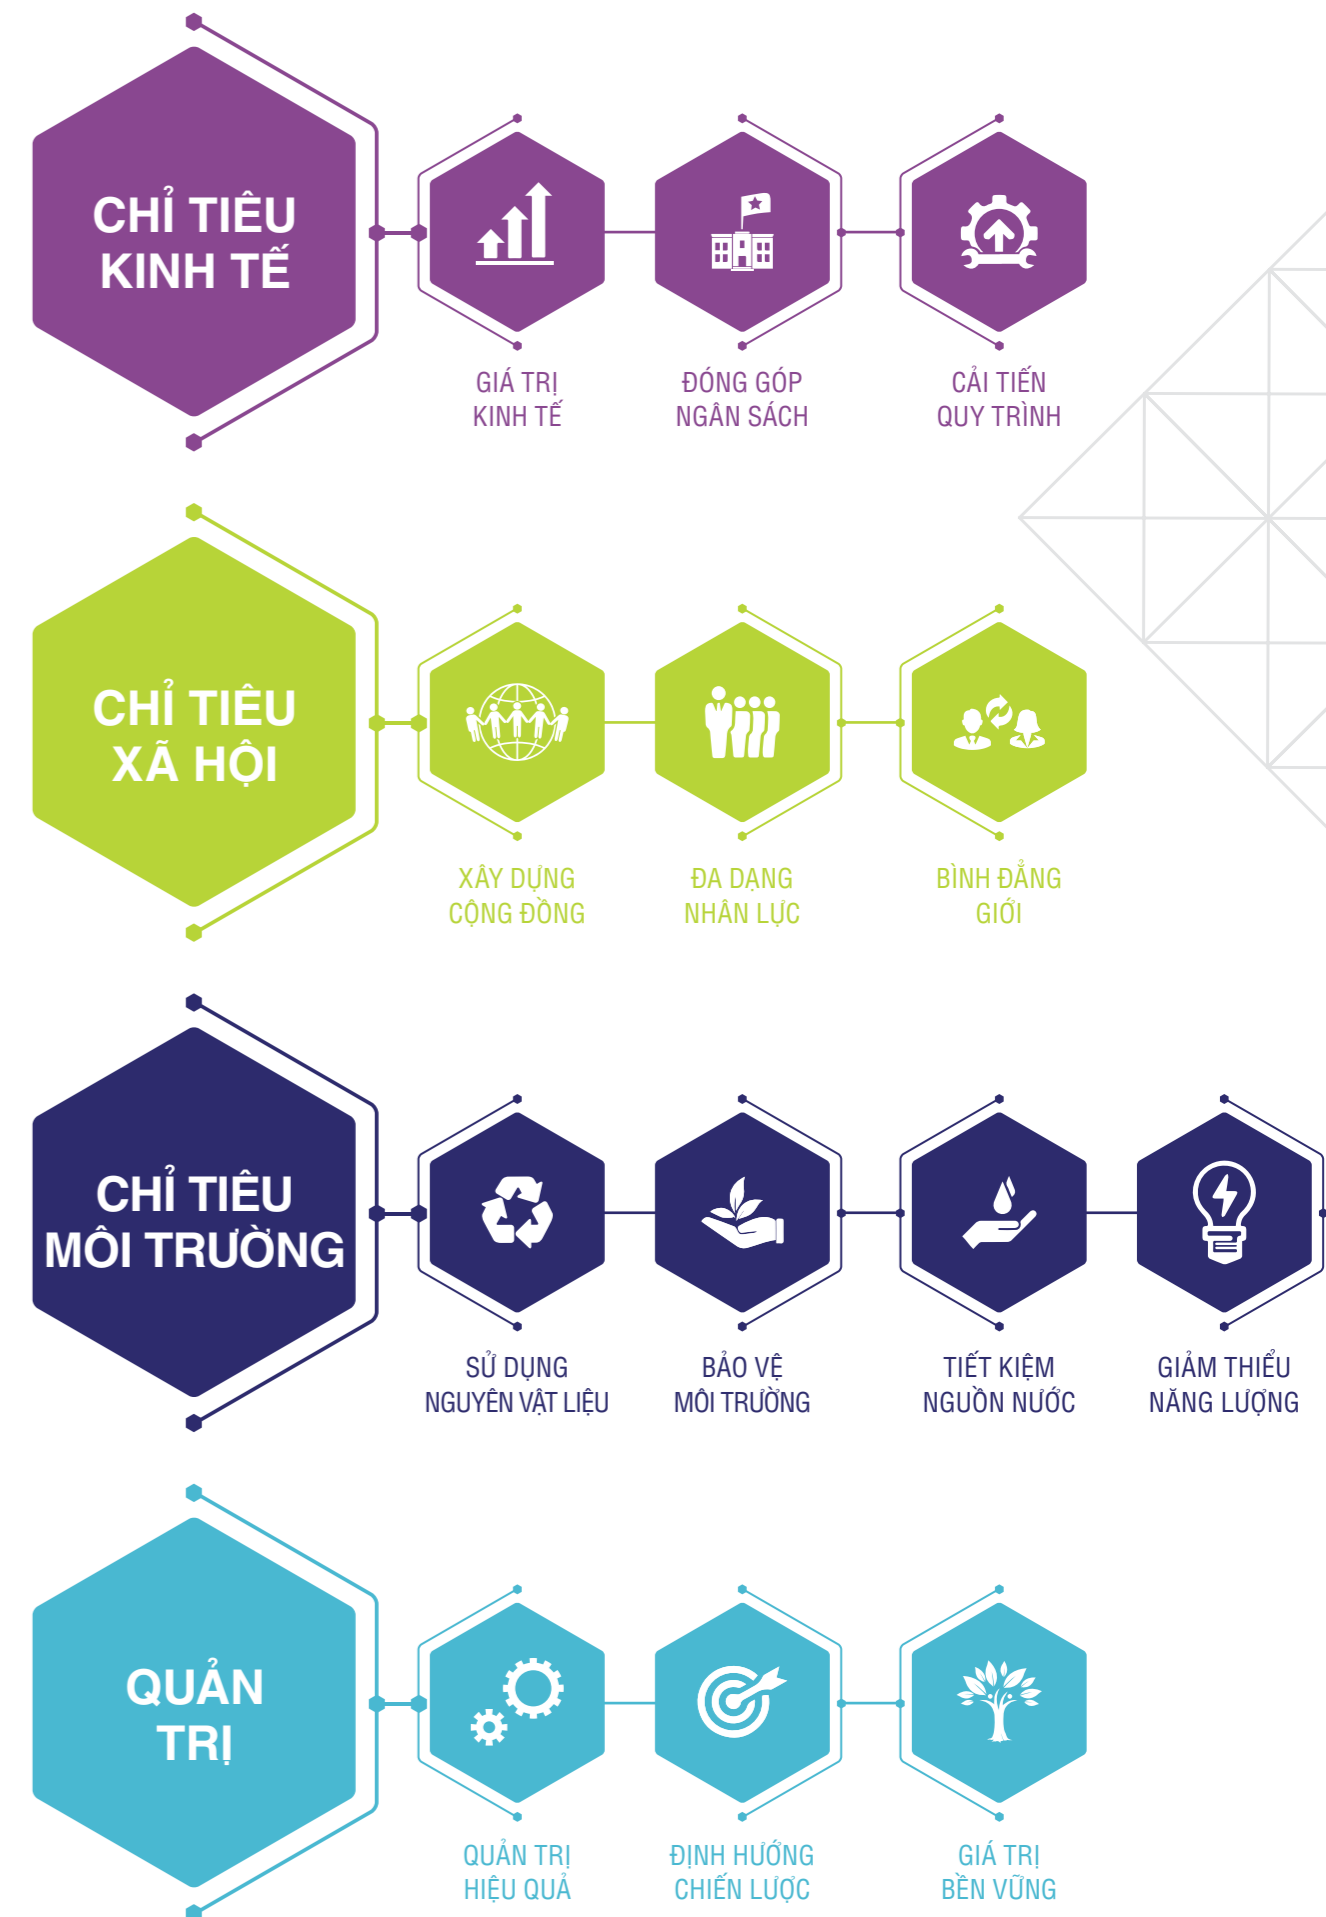 CHỈ TIÊU
KINH TẾ
GIÁ TRỊ
KINH TẾ
ĐÓNG GÓP
NGÂN SÁCH
CẢI TIẾN
QUY TRÌNH
CHỈ TIÊU
XÃ HỘI
XÂY DỰNG
CỘNG ĐỒNG
ĐA DẠNG
NHÂN LỰC
BÌNH ĐẲNG
GIỚI
CHỈ TIÊU
MÔI TRƯỜNG
SỬ DỤNG
NGUYÊN VẬT LIỆU
BẢO VỆ
MÔI TRƯỜNG
TIẾT KIỆM
NGUỒN NƯỚC
GIẢM THIỂU
NĂNG LƯỢNG
QUẢN
TRỊ
QUẢN TRỊ
HIỆU QUẢ
ĐỊNH HƯỚNG
CHIẾN LƯỢC
GIÁ TRỊ
BỀN VỮNG